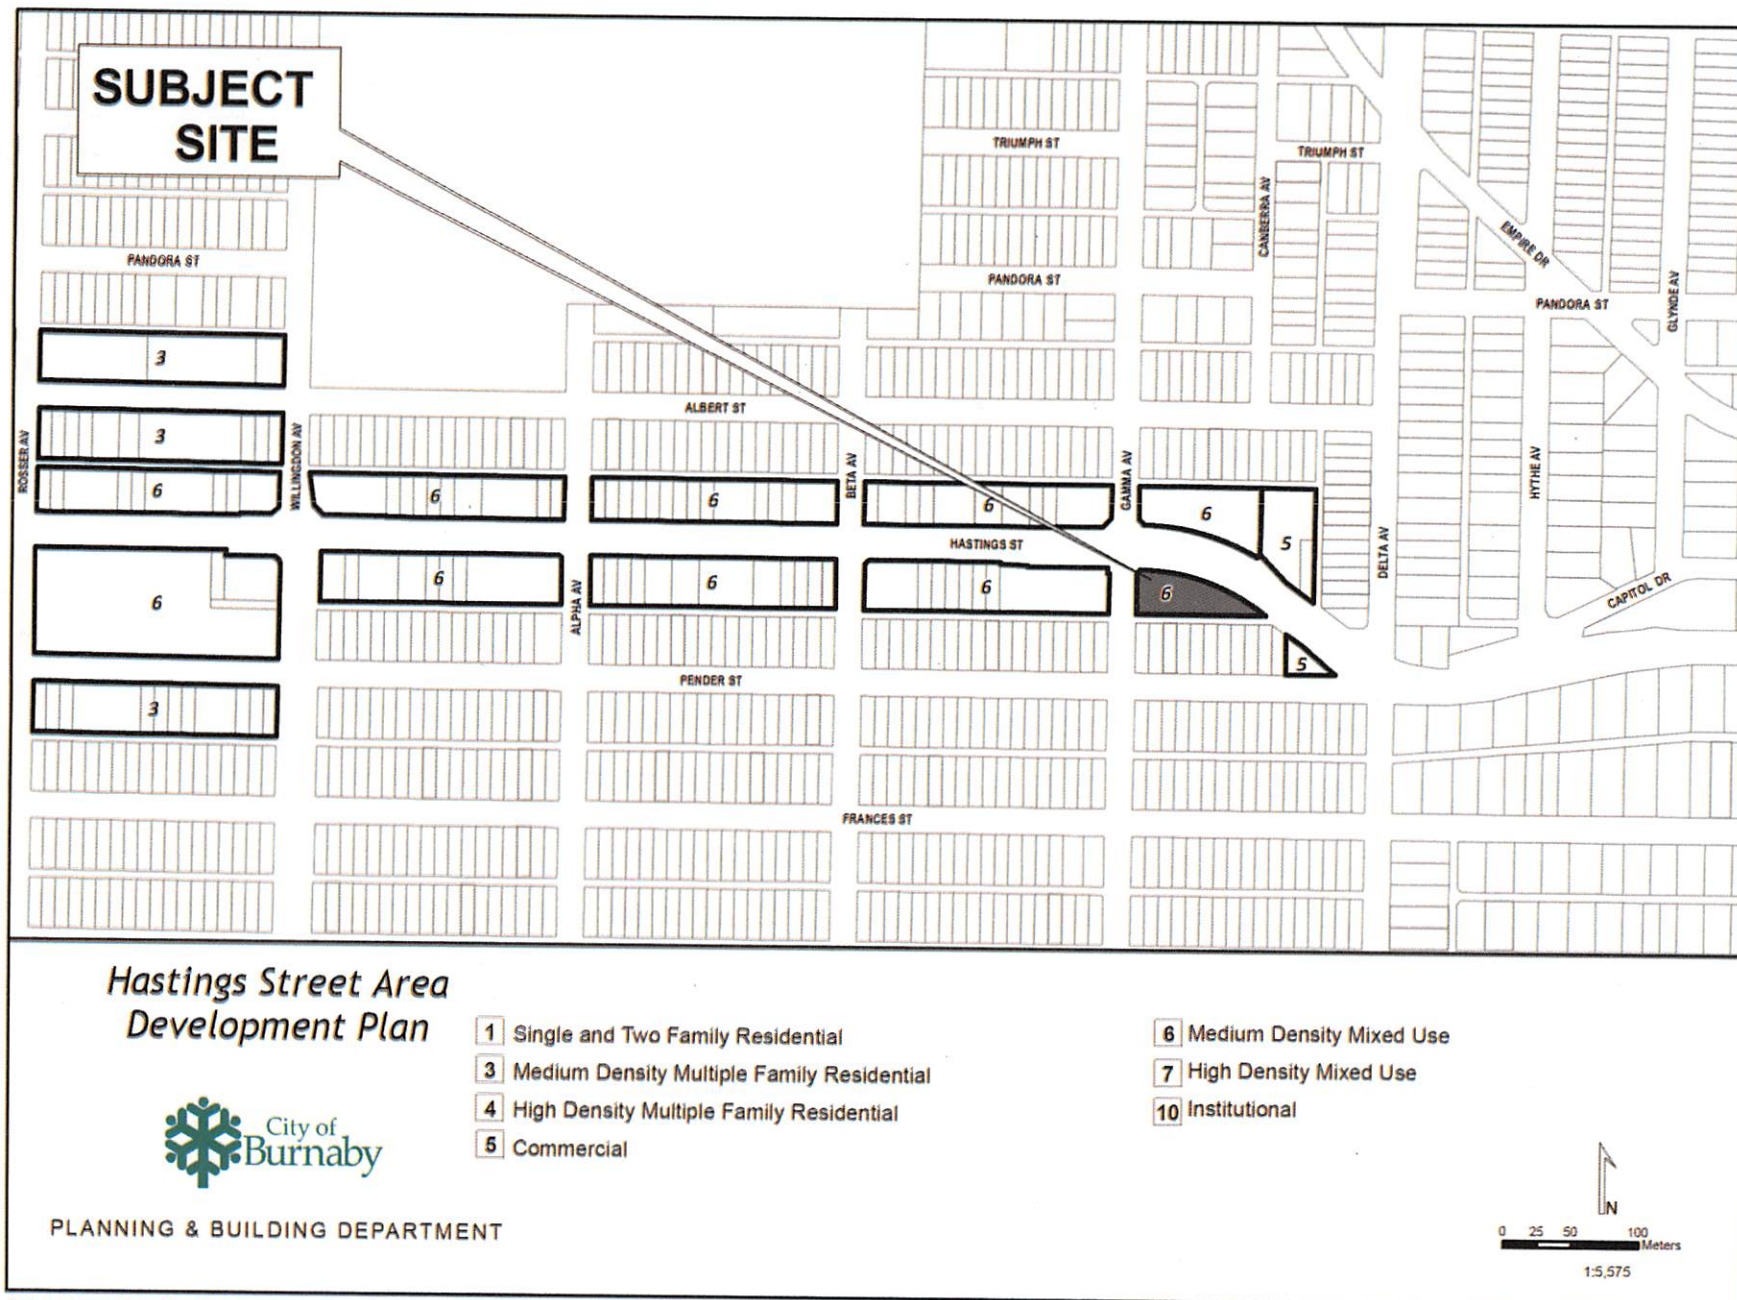 SUBJECT
SITE
TRIUMPH ST
TRIUMPH ST
CANBERRA AV
EMPIRE DR
PANDORA ST
PANDORA ST
PANDORA ST
GLYNDE AV
3
ALBERT ST
3
ROSSER AV
WILLINGDON AV
BETA AV
GAMMA AV
HYTHE AV
6
6
6
6
6
HASTINGS ST
5
DELTA AV
6
6
ALPHA AV
6
6
6
CAPITOL DR
5
PENDER ST
3
FRANCES ST
Hastings Street Area
Development Plan
1 Single and Two Family Residential
3 Medium Density Multiple Family Residential
4 High Density Multiple Family Residential
5 Commercial
6 Medium Density Mixed Use
7 High Density Mixed Use
10 Institutional
City of
Burnaby
PLANNING & BUILDING DEPARTMENT
N
0 25 50 100
Meters
1:5,575